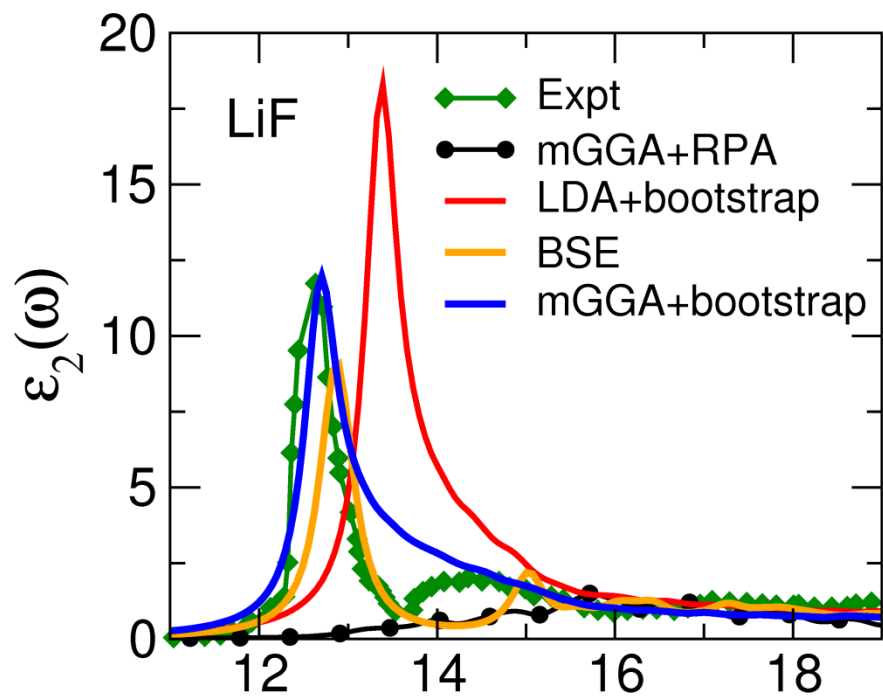 20
LiF
Expt
mGGA+RPA
15
LDA+bootstrap
BSE
mGGA+bootstrap
10
ε₂(ω)
5
0
12 14 16 18